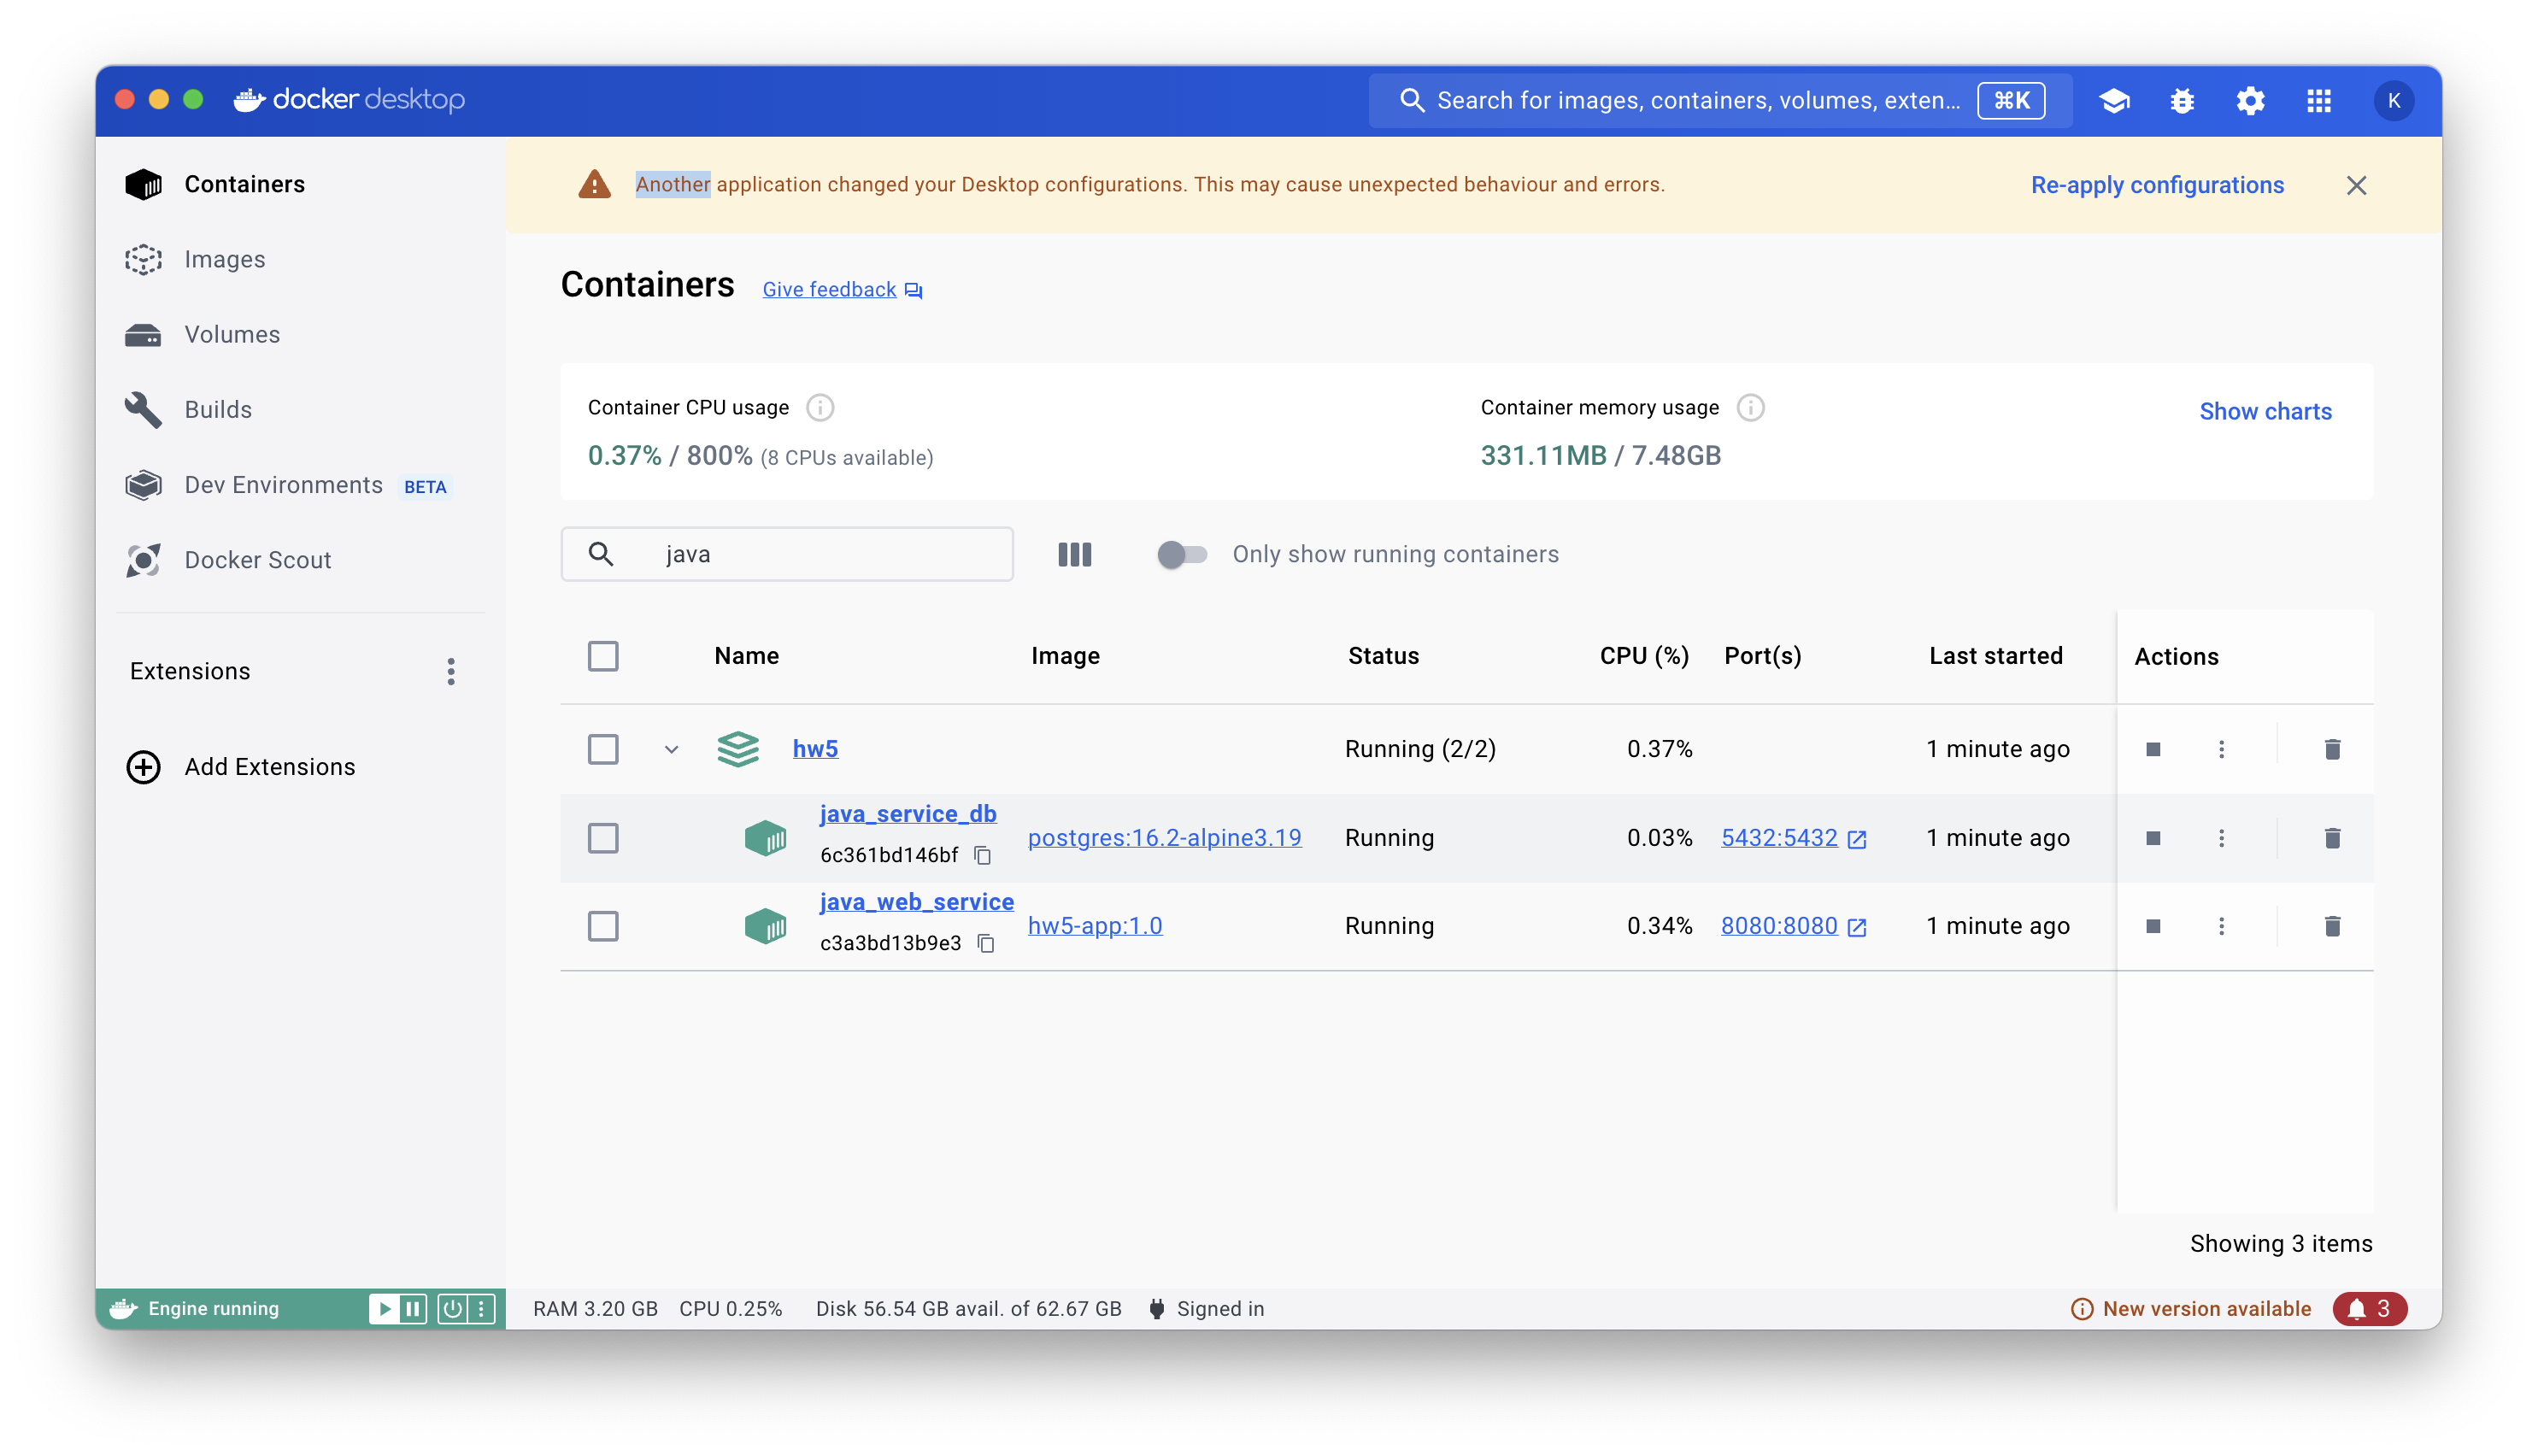 docker desktop
Search for images, containers, volumes, exten... ⌘K
K
Containers
Images
Volumes
Builds
Dev Environments BETA
Docker Scout
Extensions
Add Extensions
Another application changed your Desktop configurations. This may cause unexpected behaviour and errors.
Re-apply configurations
Containers Give feedback
Container CPU usage
0.37% / 800% (8 CPUs available)
Container memory usage
331.11MB / 7.48GB
Show charts
java
Only show running containers
Name Image Status CPU (%) Port(s) Last started Actions
hw5 Running (2/2) 0.37% 1 minute ago
java_service_db
6c361bd146bf
postgres:16.2-alpine3.19 Running 0.03% 5432:5432 1 minute ago
java_web_service
c3a3bd13b9e3
hw5-app:1.0 Running 0.34% 8080:8080 1 minute ago
Showing 3 items
Engine running
RAM 3.20 GB CPU 0.25% Disk 56.54 GB avail. of 62.67 GB Signed in
New version available 3